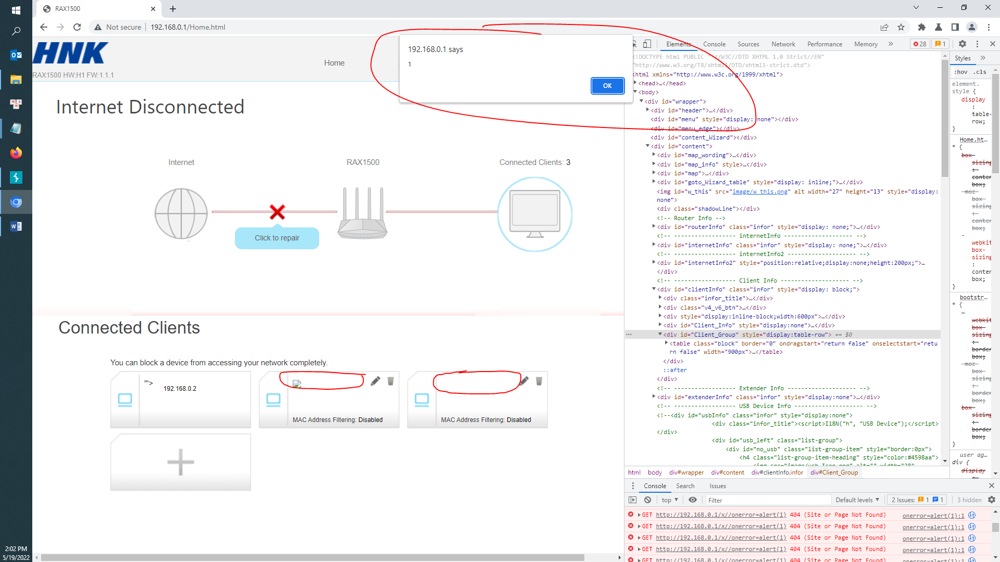 RAX1500
Not secure
192.168.0.1/Home.html
HNK
RAX1500 HW:H1 FW:1.1.1
Home
192.168.0.1 says
1
OK
Internet Disconnected
Internet
RAX1500
Connected Clients: 3
Click to repair
Connected Clients
You can block a device from accessing your network completely.
'"> 
192.168.0.2
MAC Address Filtering: Disabled
MAC Address Filtering: Disabled
Elements
Console
Sources
Network
Performance
Memory
28
1
<!DOCTYPE html PUBLIC "-//W3C//DTD XHTML 1.0 Strict//EN"
"http://www.w3.org/TR/xhtml1/DTD/xhtml1-strict.dtd">
<html xmlns="http://www.w3c.org/1999/xhtml">
<head>…</head>
<body>
<div id="wrapper">
<div id="header">…</div>
<div id="menu" style="display: none"></div>
<div id="menu_edge"></div>
<div id="content_Wizard"></div>
<div id="content">
<div id="map_wording">…</div>
<div id="map_info" style>…</div>
<div id="map">…</div>
<div id="goto_Wizard_table" style="display: inline;">…</div>
<img id="w_this" src="image/w_this.png" alt width="27" height="13" style="display:
none">
<div class="shadowLine"></div>
<!-- Router Info -->
<div id="routerInfo" class="infor" style="display: none;">…</div>
<!-- ----------------- internetInfo ------------------- -->
<div id="internetInfo" class="infor" style="display: none;">…</div>
<!-- ----------------- internetInfo2 ------------------- -->
<div id="internetInfo2" style="position:relative;display:none;height:200px;">…
</div>
<!-- ----------------- Client Info ------------------- -->
<div id="clientInfo" class="infor" style="display: block;">
<div class="infor_title">…</div>
<div class="v4_v6_btn">…</div>
<div style="display:inline-block;width:600px">…</div>
<div id="Client_Info" style="display:none">…</div>
<div id="Client_Group" style="display:table-row"> == $0
<table class="block" border="0" ondragstart="return false" onselectstart="retu
rn false" width="900px">…</table>
</div>
::after
</div>
<!-- ----------------- Extender Info ------------------- -->
<div id="extenderInfo" class="infor" style="display:none">…</div>
<!-- ----------------- USB Device Info ------------------- -->
<!--<div id="usbInfo" class="infor" style="display:none">
<div class="infor_title"><script>I18N("h", "USB Device");</script>
</div>
<div id="usb_left" class="list-group">
<div id="no_usb" class="list-group-item" style="border:0px">
<h4 class="list-group-item-heading" style="color:#4598aa">
html
body
div#wrapper
div#content
div#clientInfo.infor
div#Client_Group
Styles
:hov .cls
element.
style {
display
:
table-
row;
}
Home.ht…
* {
box-
sizing
:
conten
box;
-moz-
box-
sizing
:
conten
box;
-
webkit
box-
sizing
:
conten
box;
}
bootstr…
* {
-
webkit
box-
sizing
:
border
box;
-moz-
box-
sizing
:
border
box;
box-
sizing
:
border
box;
}
user ag…
div {
display
Console
Search
Issues
top
Filter
Default levels
2 Issues: 1 1
3 hidden
GET http://192.168.0.1/x//onerror=alert(1) 404 (Site or Page Not Found) onerror=alert(1):1
GET http://192.168.0.1/x//onerror=alert(1) 404 (Site or Page Not Found) onerror=alert(1):1
GET http://192.168.0.1/x//onerror=alert(1) 404 (Site or Page Not Found) onerror=alert(1):1
GET http://192.168.0.1/x//onerror=alert(1) 404 (Site or Page Not Found) onerror=alert(1):1
GET http://192.168.0.1/x//onerror=alert(1) 404 (Site or Page Not Found) onerror=alert(1):1
2:02 PM
5/19/2022